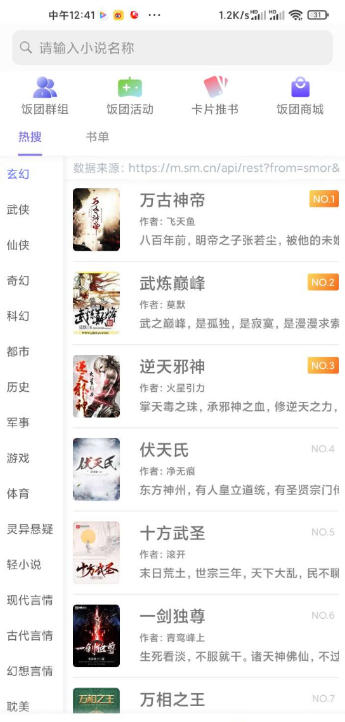 中午12:41 ··· 1.2K/s 31
请输入小说名称
饭团群组 饭团活动 卡片推书 饭团商城
热搜 书单
数据来源：https://m.sm.cn/api/rest?from=smor&
玄幻
武侠
仙侠
奇幻
科幻
都市
历史
军事
游戏
体育
灵异悬疑
轻小说
现代言情
古代言情
幻想言情
耽美
万古神帝 NO.1
作者：飞天鱼
八百年前，明帝之子张若尘，被他的未婚
武炼巅峰 NO.2
作者：莫默
武之巅峰，是孤独，是寂寞，是漫漫求索
逆天邪神 NO.3
作者：火星引力
掌天毒之珠，承邪神之血，修逆天之力，
伏天氏 NO.4
作者：净无痕
东方神州，有人皇立道统，有圣贤宗门传
十方武圣 NO.5
作者：滚开
末日荒土，世宗三年，天下大乱，民不聊
一剑独尊 NO.6
作者：青鸾峰上
生死看淡，不服就干。诸天神佛仙，不过
万相之王 NO.7